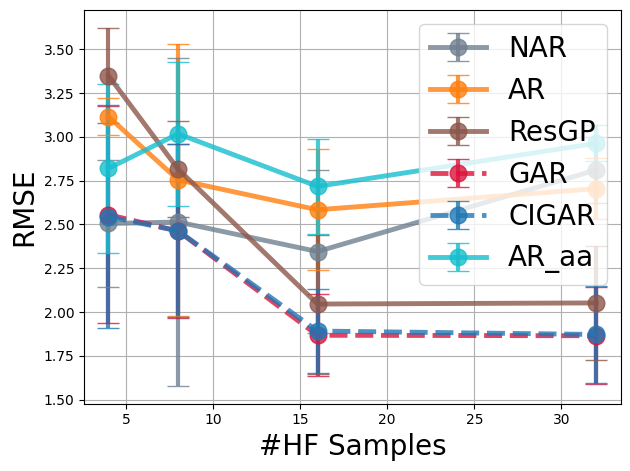 3.50
3.25
3.00
2.75
2.50
2.25
2.00
1.75
1.50
RMSE
NAR
AR
ResGP
GAR
CIGAR
AR_aa
5 10 15 20 25 30
#HF Samples